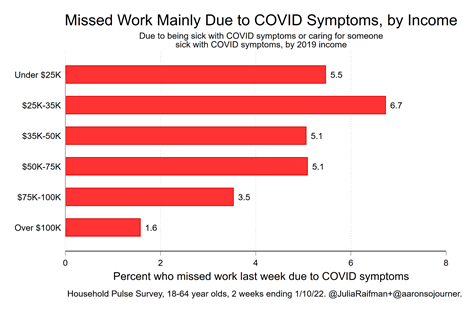 Missed Work Mainly Due to COVID Symptoms, by Income
Due to being sick with COVID symptoms or caring for someone
sick with COVID symptoms, by 2019 income
Under $25K 5.5
$25K-35K 6.7
$35K-50K 5.1
$50K-75K 5.1
$75K-100K 3.5
Over $100K 1.6
0 2 4 6 8
Percent who missed work last week due to COVID symptoms
Household Pulse Survey, 18-64 year olds, 2 weeks ending 1/10/22. @JuliaRaifman+@aaronsojourner.